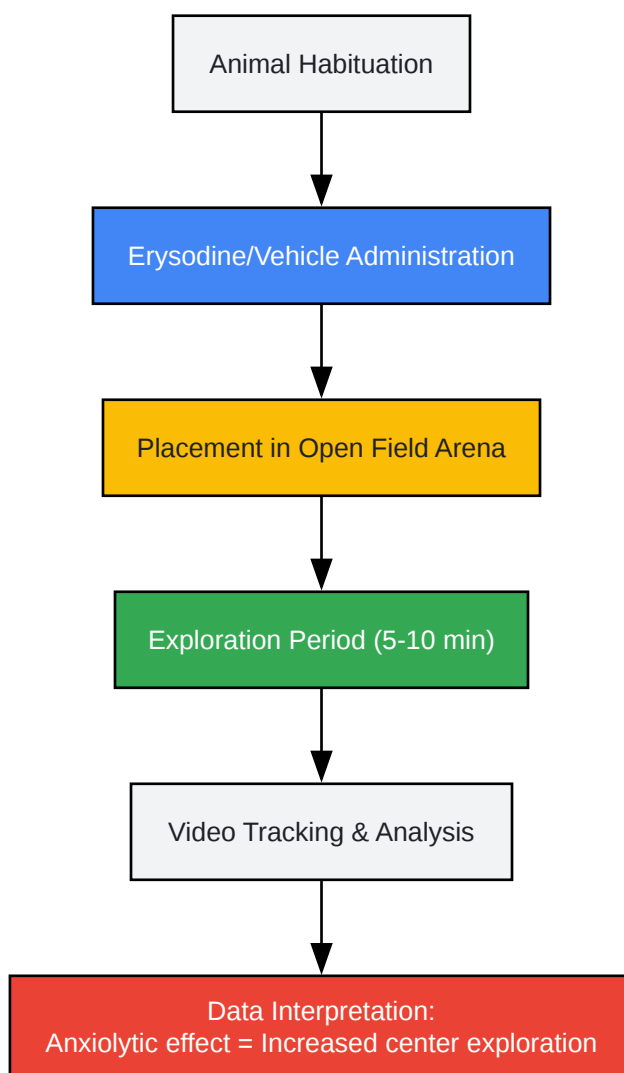 Animal Habituation
Erysodine/Vehicle Administration
Placement in Open Field Arena
Exploration Period (5-10 min)
Video Tracking & Analysis
Data Interpretation:
Anxiolytic effect = Increased center exploration